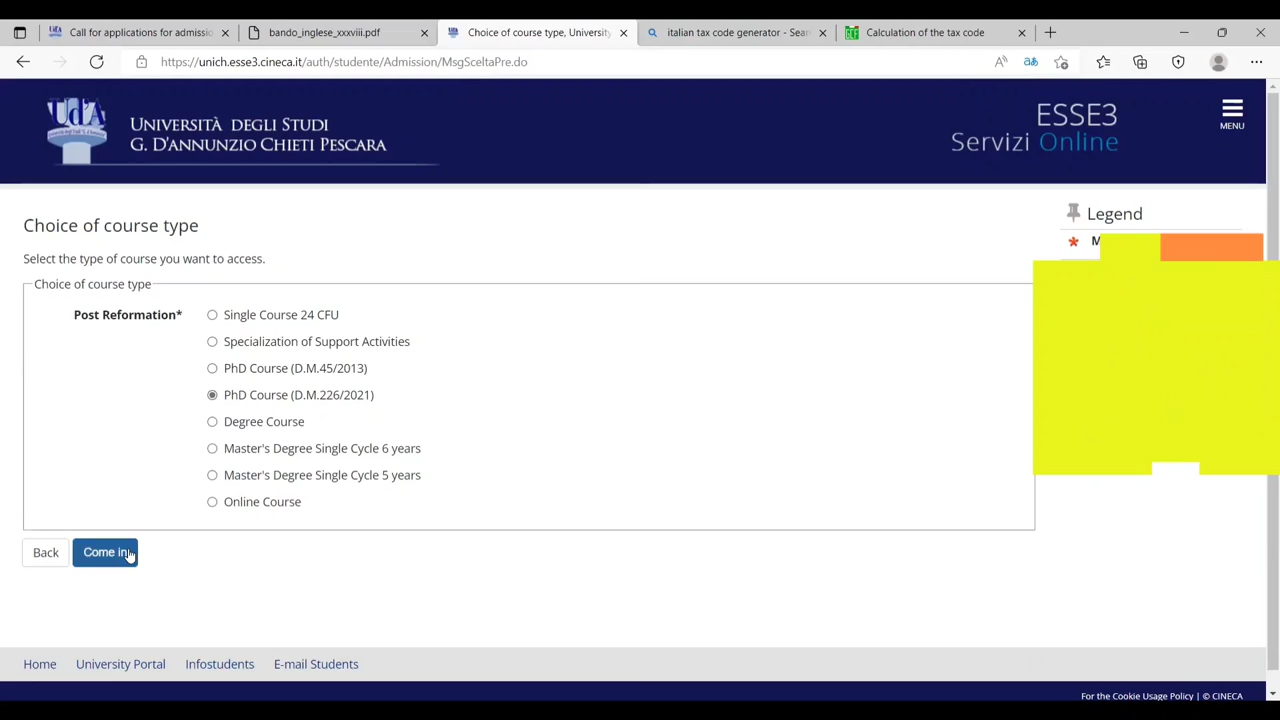 Call for applications for admissio
bando_inglese_xxxviii.pdf
Choice of course type, University
italian tax code generator - Sear
Calculation of the tax code
https://unich.esse3.cineca.it/auth/studente/Admission/MsgSceltaPre.do
UdA
UNIVERSITÀ DEGLI STUDI
G. D'ANNUNZIO CHIETI PESCARA
ESSE3
Servizi Online
MENU
Choice of course type
Legend
Select the type of course you want to access.
Choice of course type
Post Reformation*
Single Course 24 CFU
Specialization of Support Activities
PhD Course (D.M.45/2013)
PhD Course (D.M.226/2021)
Degree Course
Master's Degree Single Cycle 6 years
Master's Degree Single Cycle 5 years
Online Course
Back
Come in
Home
University Portal
Infostudents
E-mail Students
For the Cookie Usage Policy | © CINECA